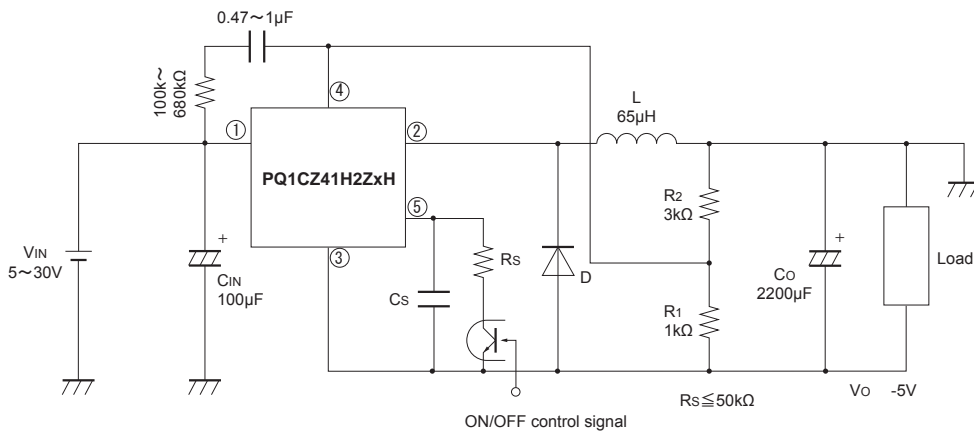 0.47～1μF
100k～
680kΩ
④
①
②
L
65μH
PQ1CZ41H2ZxH
⑤
③
R2
3kΩ
VIN
5～30V
CIN
100μF
+
CS
RS
D
R1
1kΩ
+
CO
2200μF
Load
RS≦50kΩ
VO -5V
ON/OFF control signal